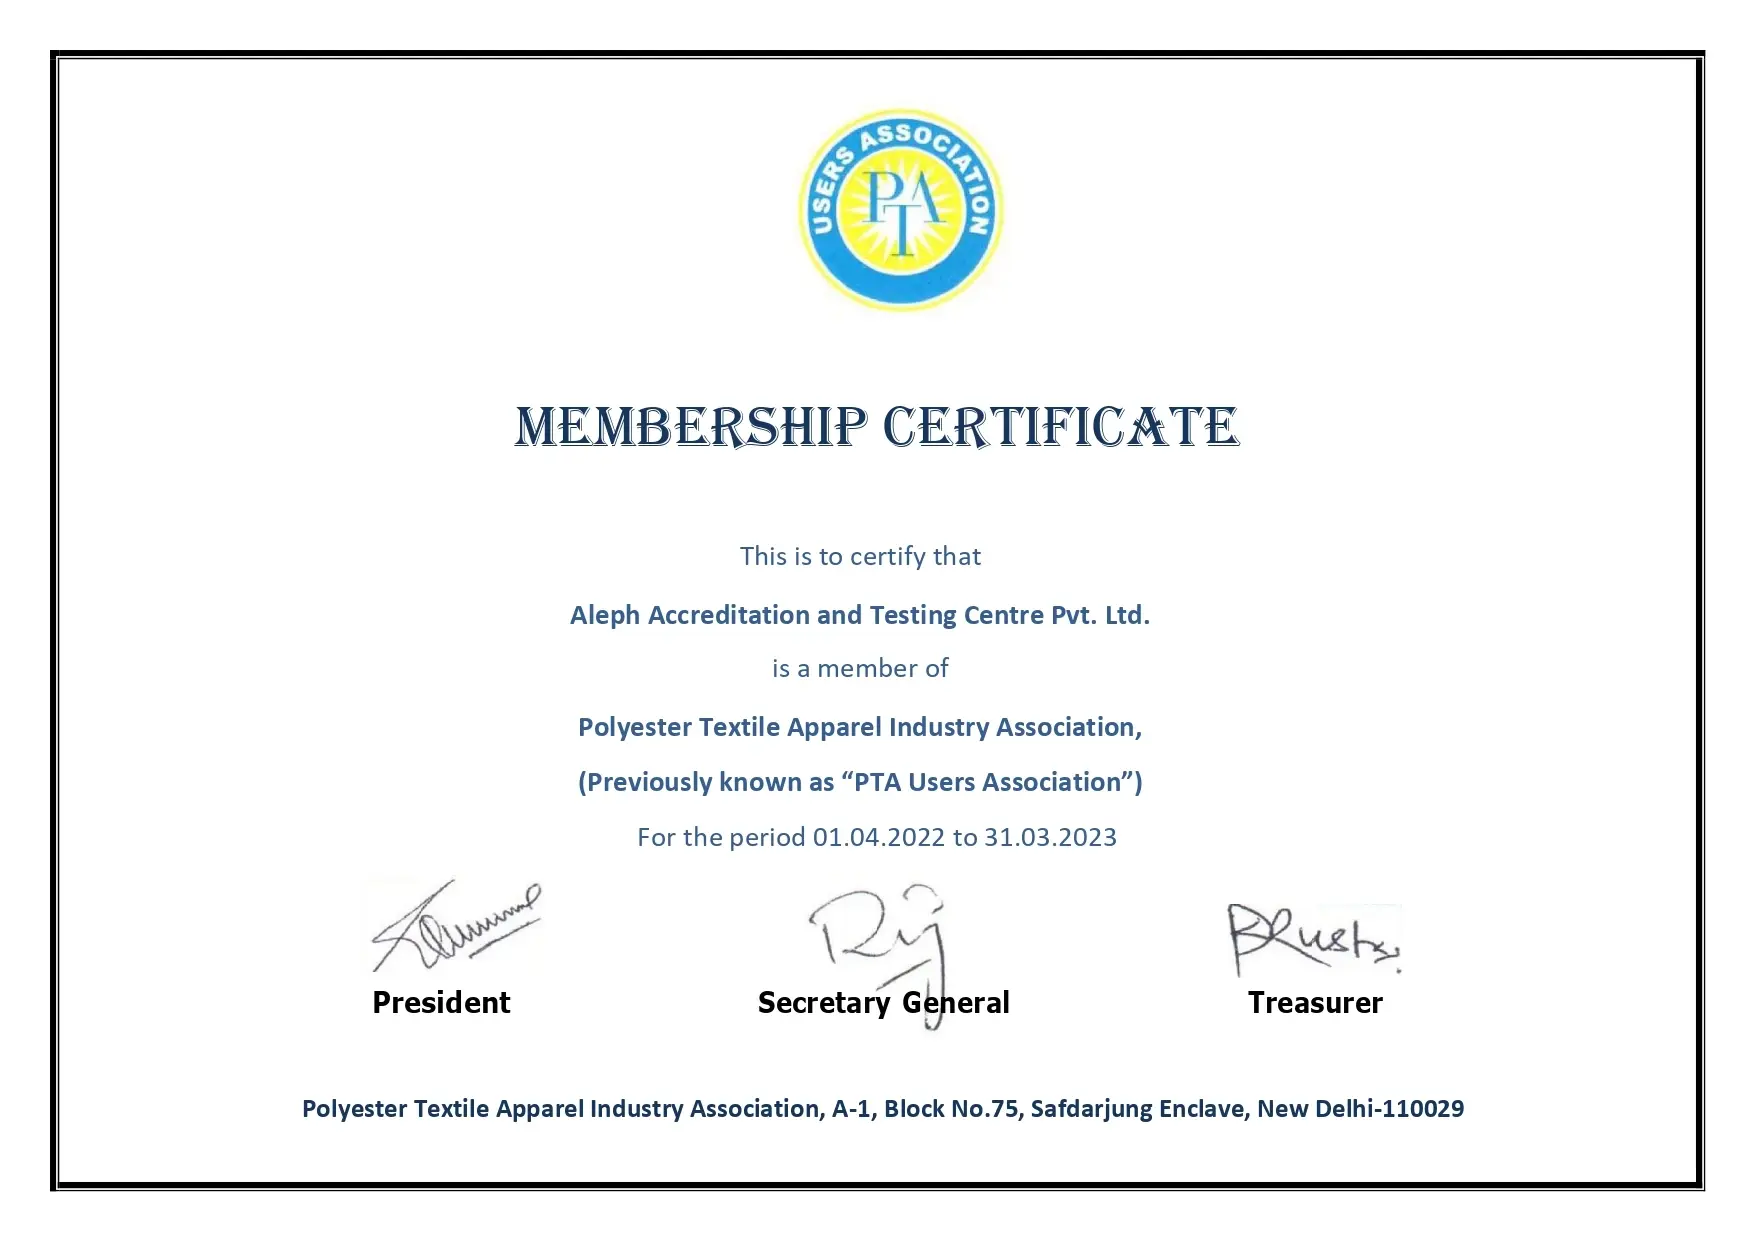 USERS ASSOCIATION
PTA
MEMBERSHIP CERTIFICATE
This is to certify that
Aleph Accreditation and Testing Centre Pvt. Ltd.
is a member of
Polyester Textile Apparel Industry Association,
(Previously known as “PTA Users Association”)
For the period 01.04.2022 to 31.03.2023
President
Secretary General
Treasurer
Polyester Textile Apparel Industry Association, A-1, Block No.75, Safdarjung Enclave, New Delhi-110029